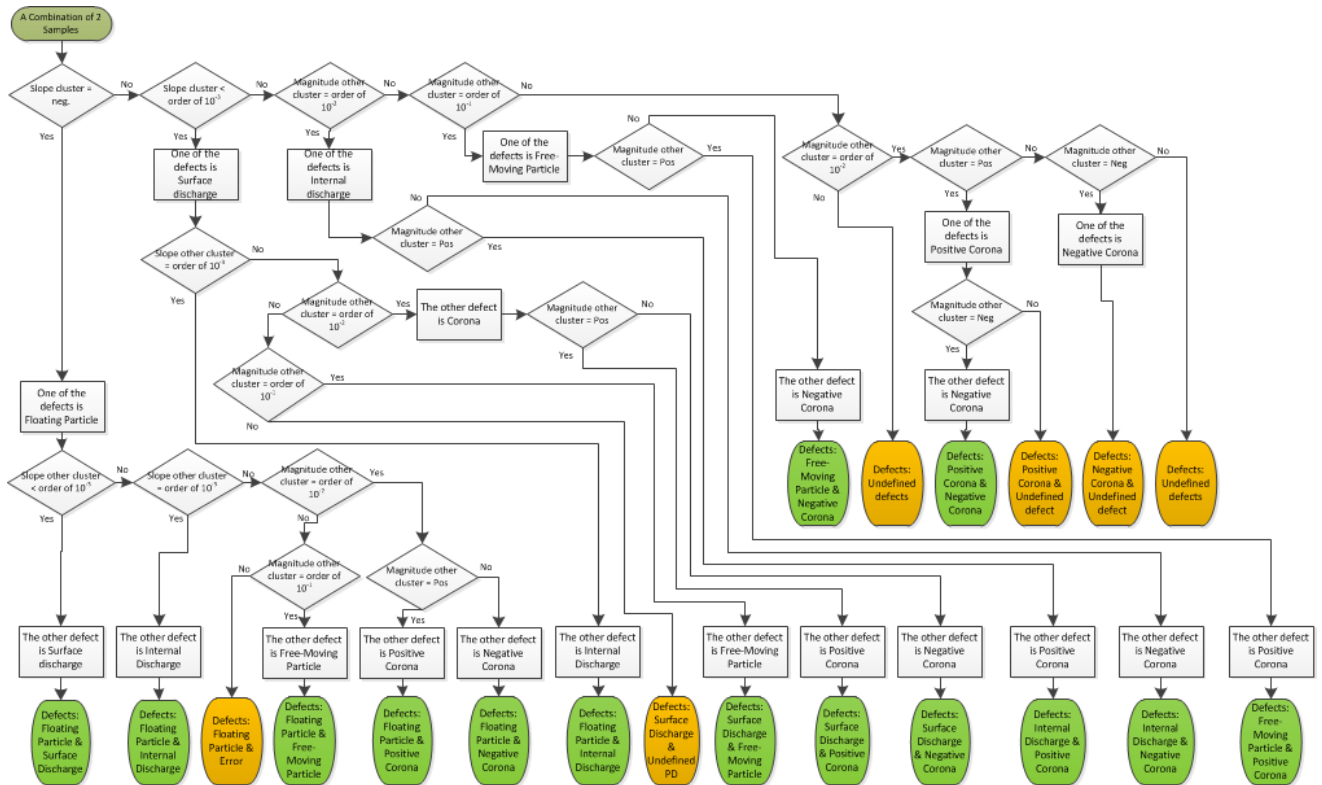 A Combination of 2
Samples
Slope cluster =
neg.
No
Yes
Slope cluster <
order of 10⁻³
No
Yes
Magnitude other
cluster = order of
No
Yes
Magnitude other
cluster = order of
10⁻¹
No
Yes
One of the
defects is
Surface
discharge
One of the
defects is
Internal
discharge
One of the
defects is Free-
Moving Particle
Magnitude other
cluster = Pos
No
Yes
Magnitude other
cluster = order of
10⁻²
Yes
No
Magnitude other
cluster = Pos
No
Yes
Magnitude other
cluster = Neg
No
Yes
Slope other cluster
= order of 10⁻³
No
Yes
Magnitude other
cluster = Pos
No
Yes
One of the
defects is
Positive Corona
One of the
defects is
Negative Corona
Magnitude other
cluster = order of
No
Yes
The other defect
is Corona
Magnitude other
cluster = Pos
No
Yes
Magnitude other
cluster = Neg
No
Yes
Magnitude other
cluster = order of
Yes
No
One of the
defects is
Floating Particle
The other defect
is Negative
Corona
The other defect
is Negative
Corona
Defects:
Free-
Moving
Particle &
Negative
Corona
Defects:
Undefined
defects
Defects:
Positive
Corona &
Negative
Corona
Defects:
Positive
Corona &
Undefined
defect
Defects:
Negative
Corona &
Undefined
defect
Defects:
Undefined
defects
Slope other cluster
< order of 10⁻³
No
Yes
Slope other cluster
= order of 10⁻³
No
Yes
Magnitude other
cluster = order of
Yes
No
Magnitude other
cluster = order of
10⁻¹
No
Yes
Magnitude other
cluster = Pos
No
Yes
The other defect
is Surface
discharge
The other defect
is Internal
Discharge
The other defect
is Free-Moving
Particle
The other defect
is Positive
Corona
The other defect
is Negative
Corona
The other defect
is Internal
Discharge
The other defect
is Free-Moving
Particle
The other defect
is Positive
Corona
The other defect
is Negative
Corona
The other defect
is Positive
Corona
The other defect
is Negative
Corona
The other defect
is Positive
Corona
Defects:
Floating
Particle &
Surface
Discharge
Defects:
Floating
Particle &
Internal
Discharge
Defects:
Floating
Particle &
Error
Defects:
Floating
Particle &
Free-
Moving
Particle
Defects:
Floating
Particle &
Positive
Corona
Defects:
Floating
Particle &
Negative
Corona
Defects:
Floating
Particle &
Internal
Discharge
Defects:
Surface
Discharge
&
Undefined
PD
Defects:
Surface
Discharge
& Free-
Moving
Particle
Defects:
Surface
Discharge
& Positive
Corona
Defects:
Surface
Discharge
& Negative
Corona
Defects:
Internal
Discharge &
Positive
Corona
Defects:
Internal
Discharge &
Negative
Corona
Defects:
Free-
Moving
Particle &
Positive
Corona